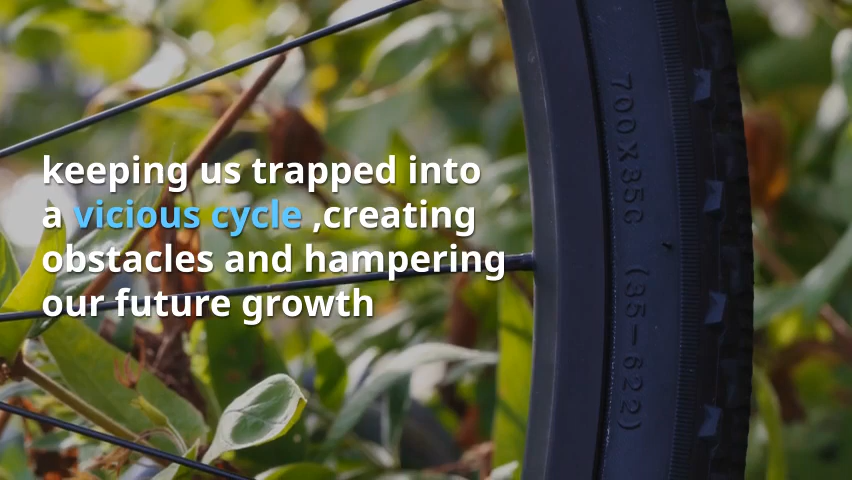 keeping us trapped into
a vicious cycle ,creating
obstacles and hampering
our future growth
700X35C (35-622)